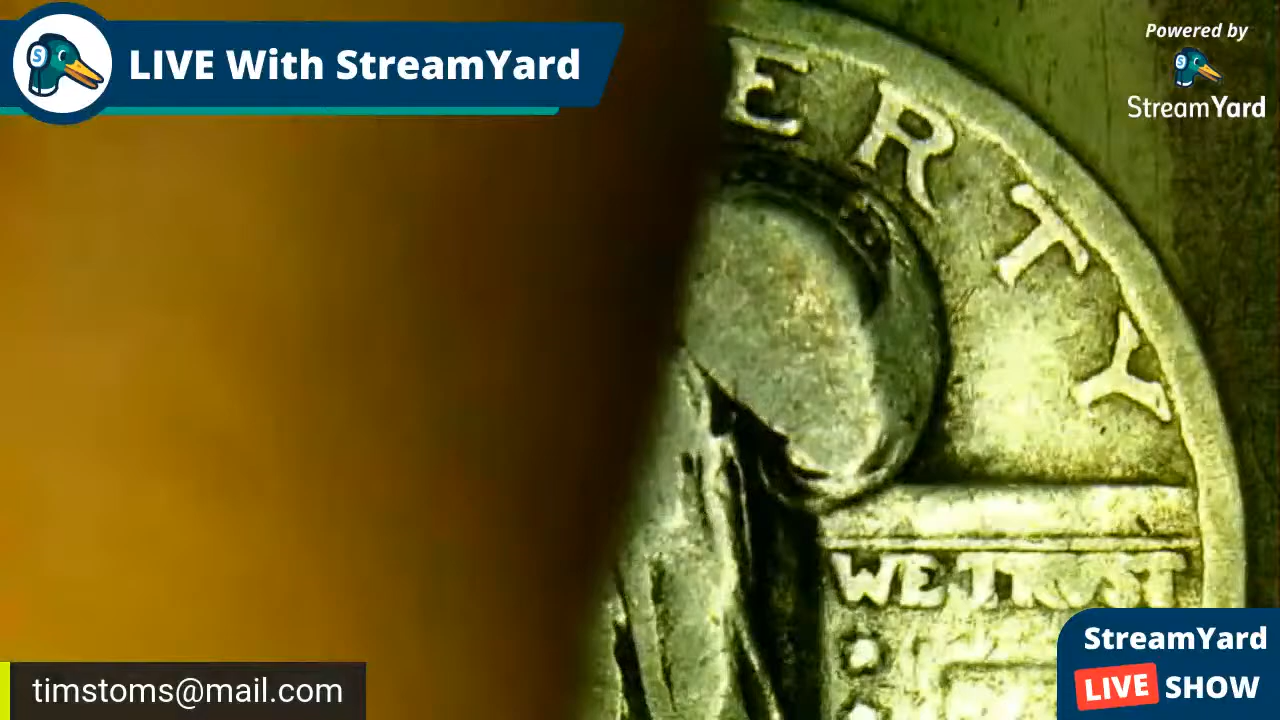 LIVE With StreamYard
Powered by
StreamYard
ERTY
WE TRUST
timstoms@mail.com
StreamYard
LIVE SHOW